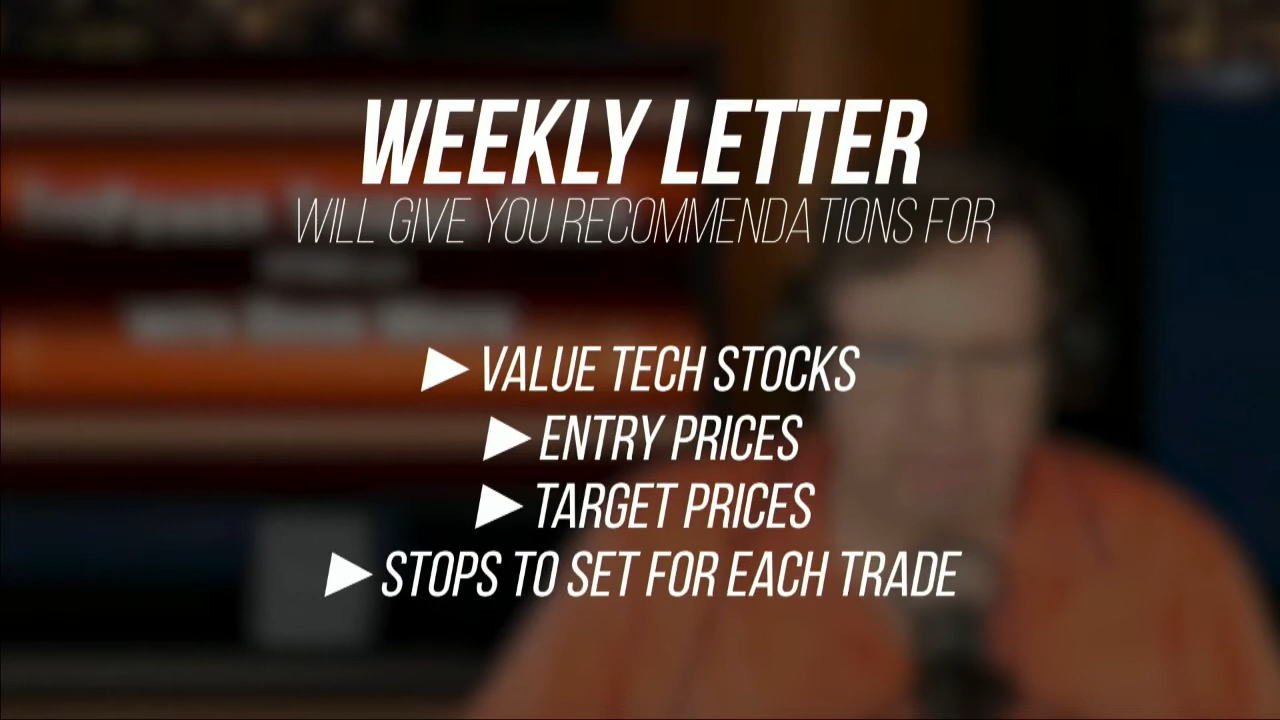 WEEKLY LETTER
WILL GIVE YOU RECOMMENDATIONS FOR
▶ VALUE TECH STOCKS
▶ ENTRY PRICES
▶ TARGET PRICES
▶ STOPS TO SET FOR EACH TRADE